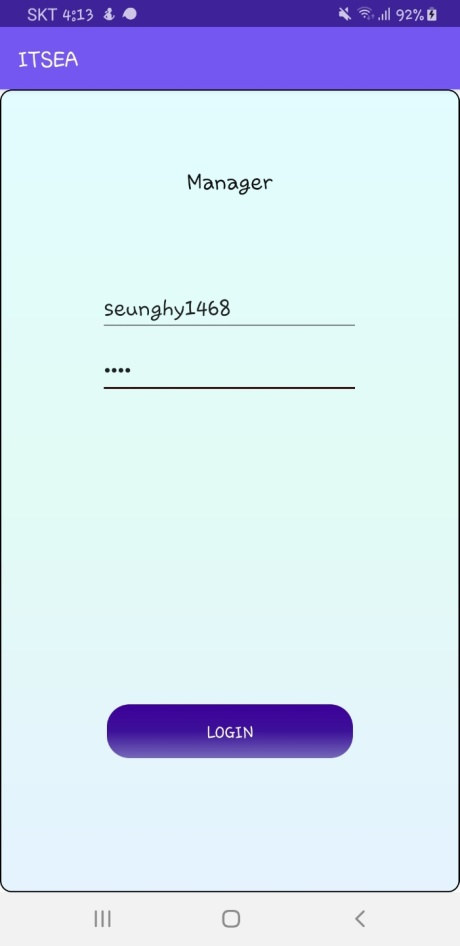 SKT 4:13 92%
ITSEA
Manager
seunghy1468
••••
LOGIN